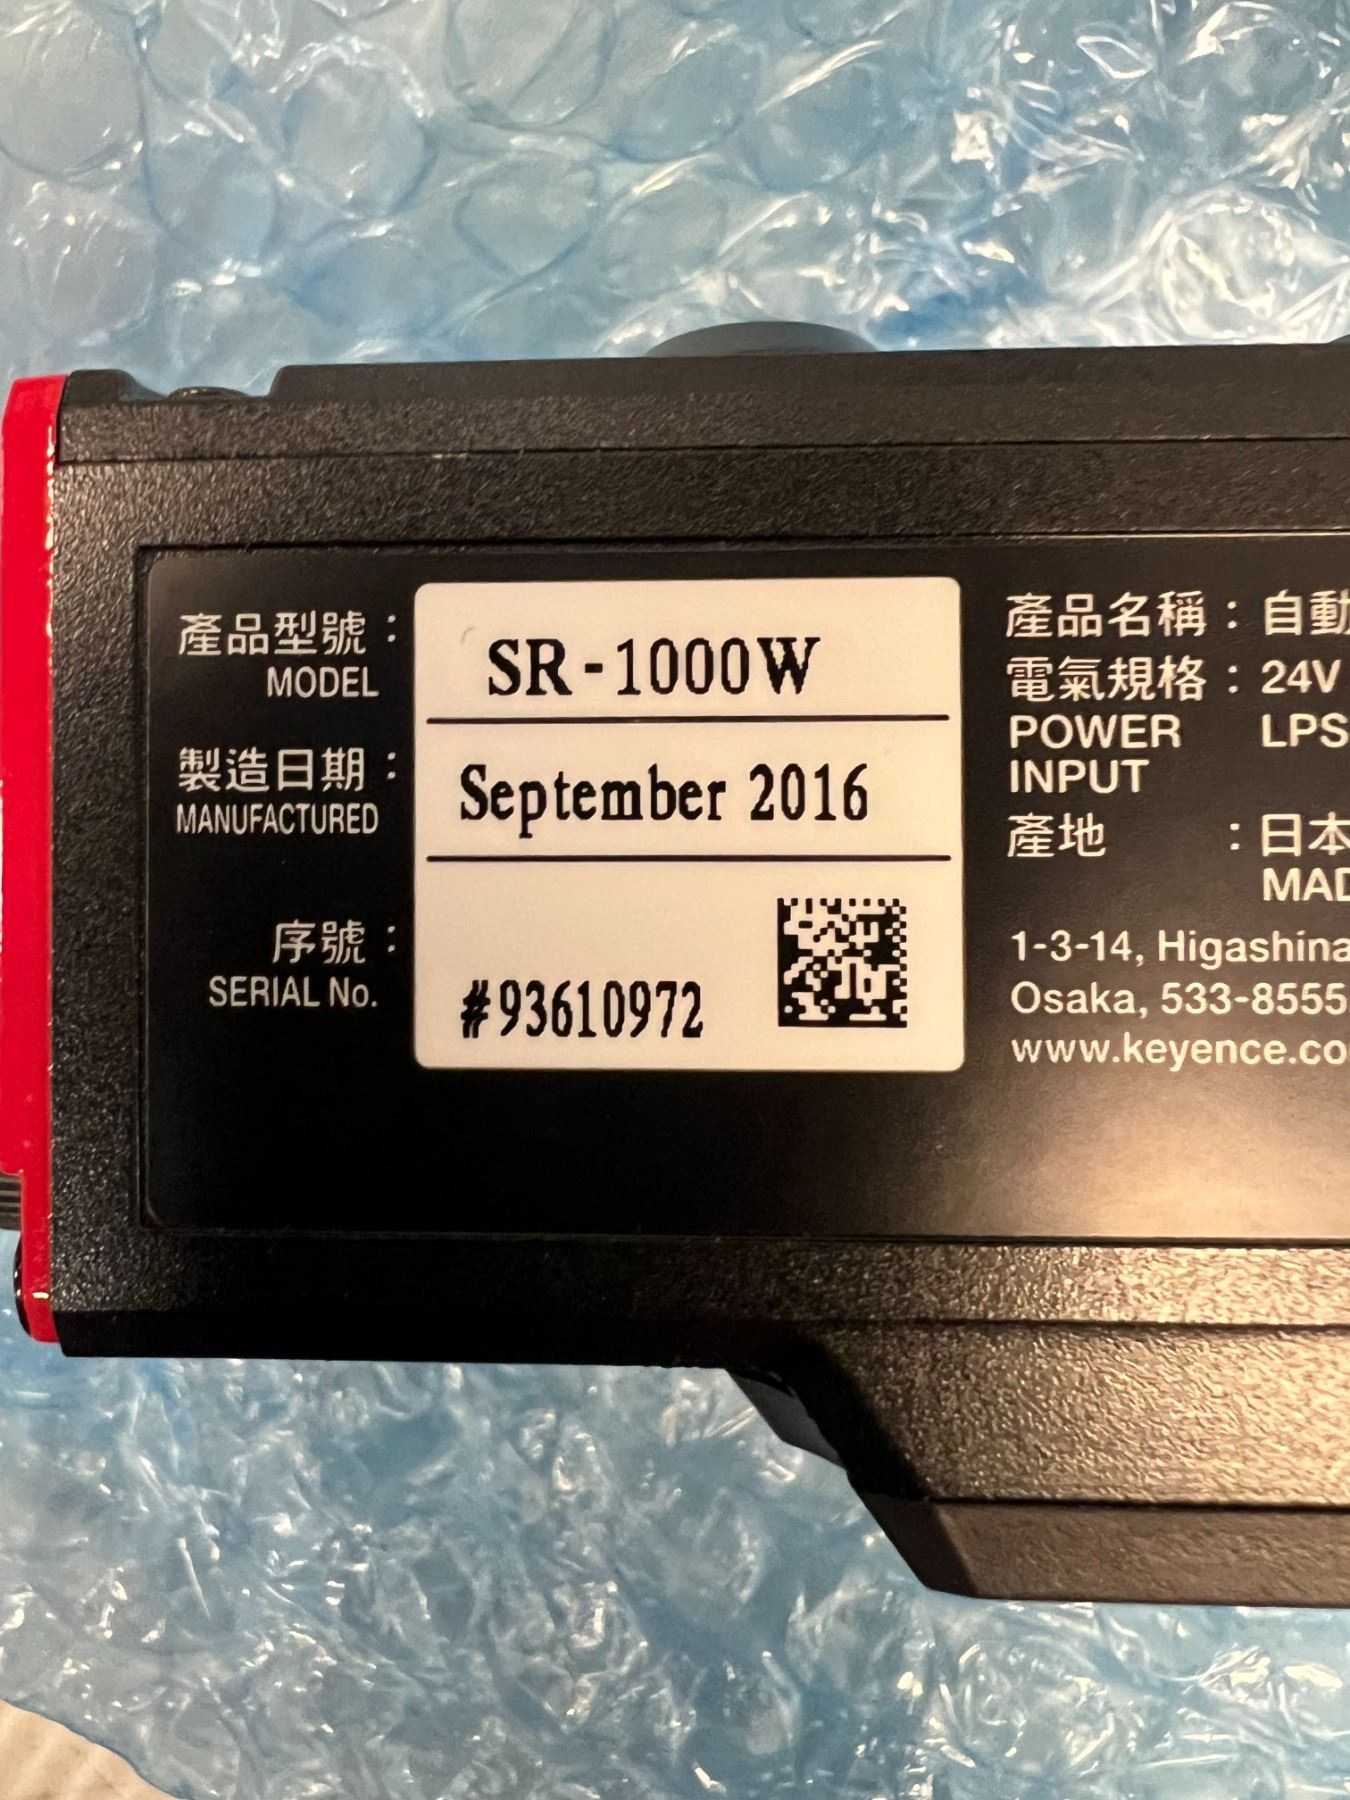 產品型號：
MODEL
SR-1000W
製造日期：
MANUFACTURED
September 2016
序號：
SERIAL No.
#93610972
產品名稱：自動
電氣規格：24V
POWER LPS
INPUT
產地 ：日本
MAD
1-3-14, Higashina
Osaka, 533-8555
www.keyence.co